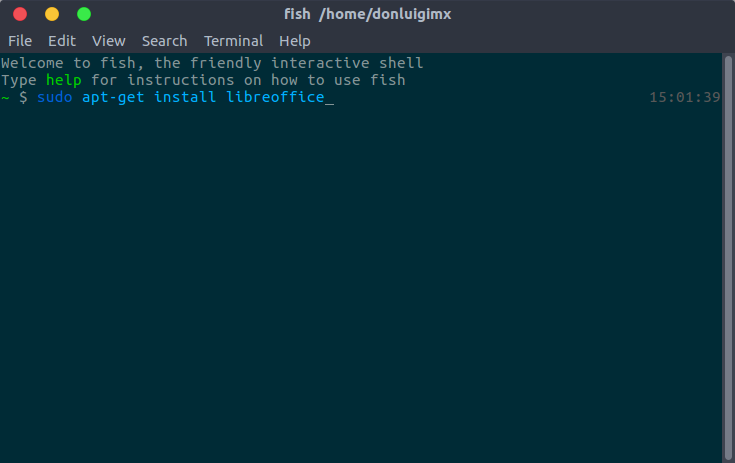 fish /home/donluigimx
File Edit View Search Terminal Help
Welcome to fish, the friendly interactive shell
Type help for instructions on how to use fish
~ $ sudo apt-get install libreoffice_ 15:01:39